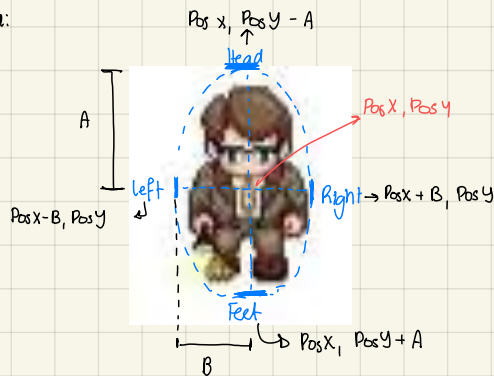 :
Pos X, Pos Y - A
Head
A
Pos X, Pos Y
Left
Right → Pos X + B, Pos Y
Pos X - B, Pos Y
Feet
Pos X, Pos Y + A
B